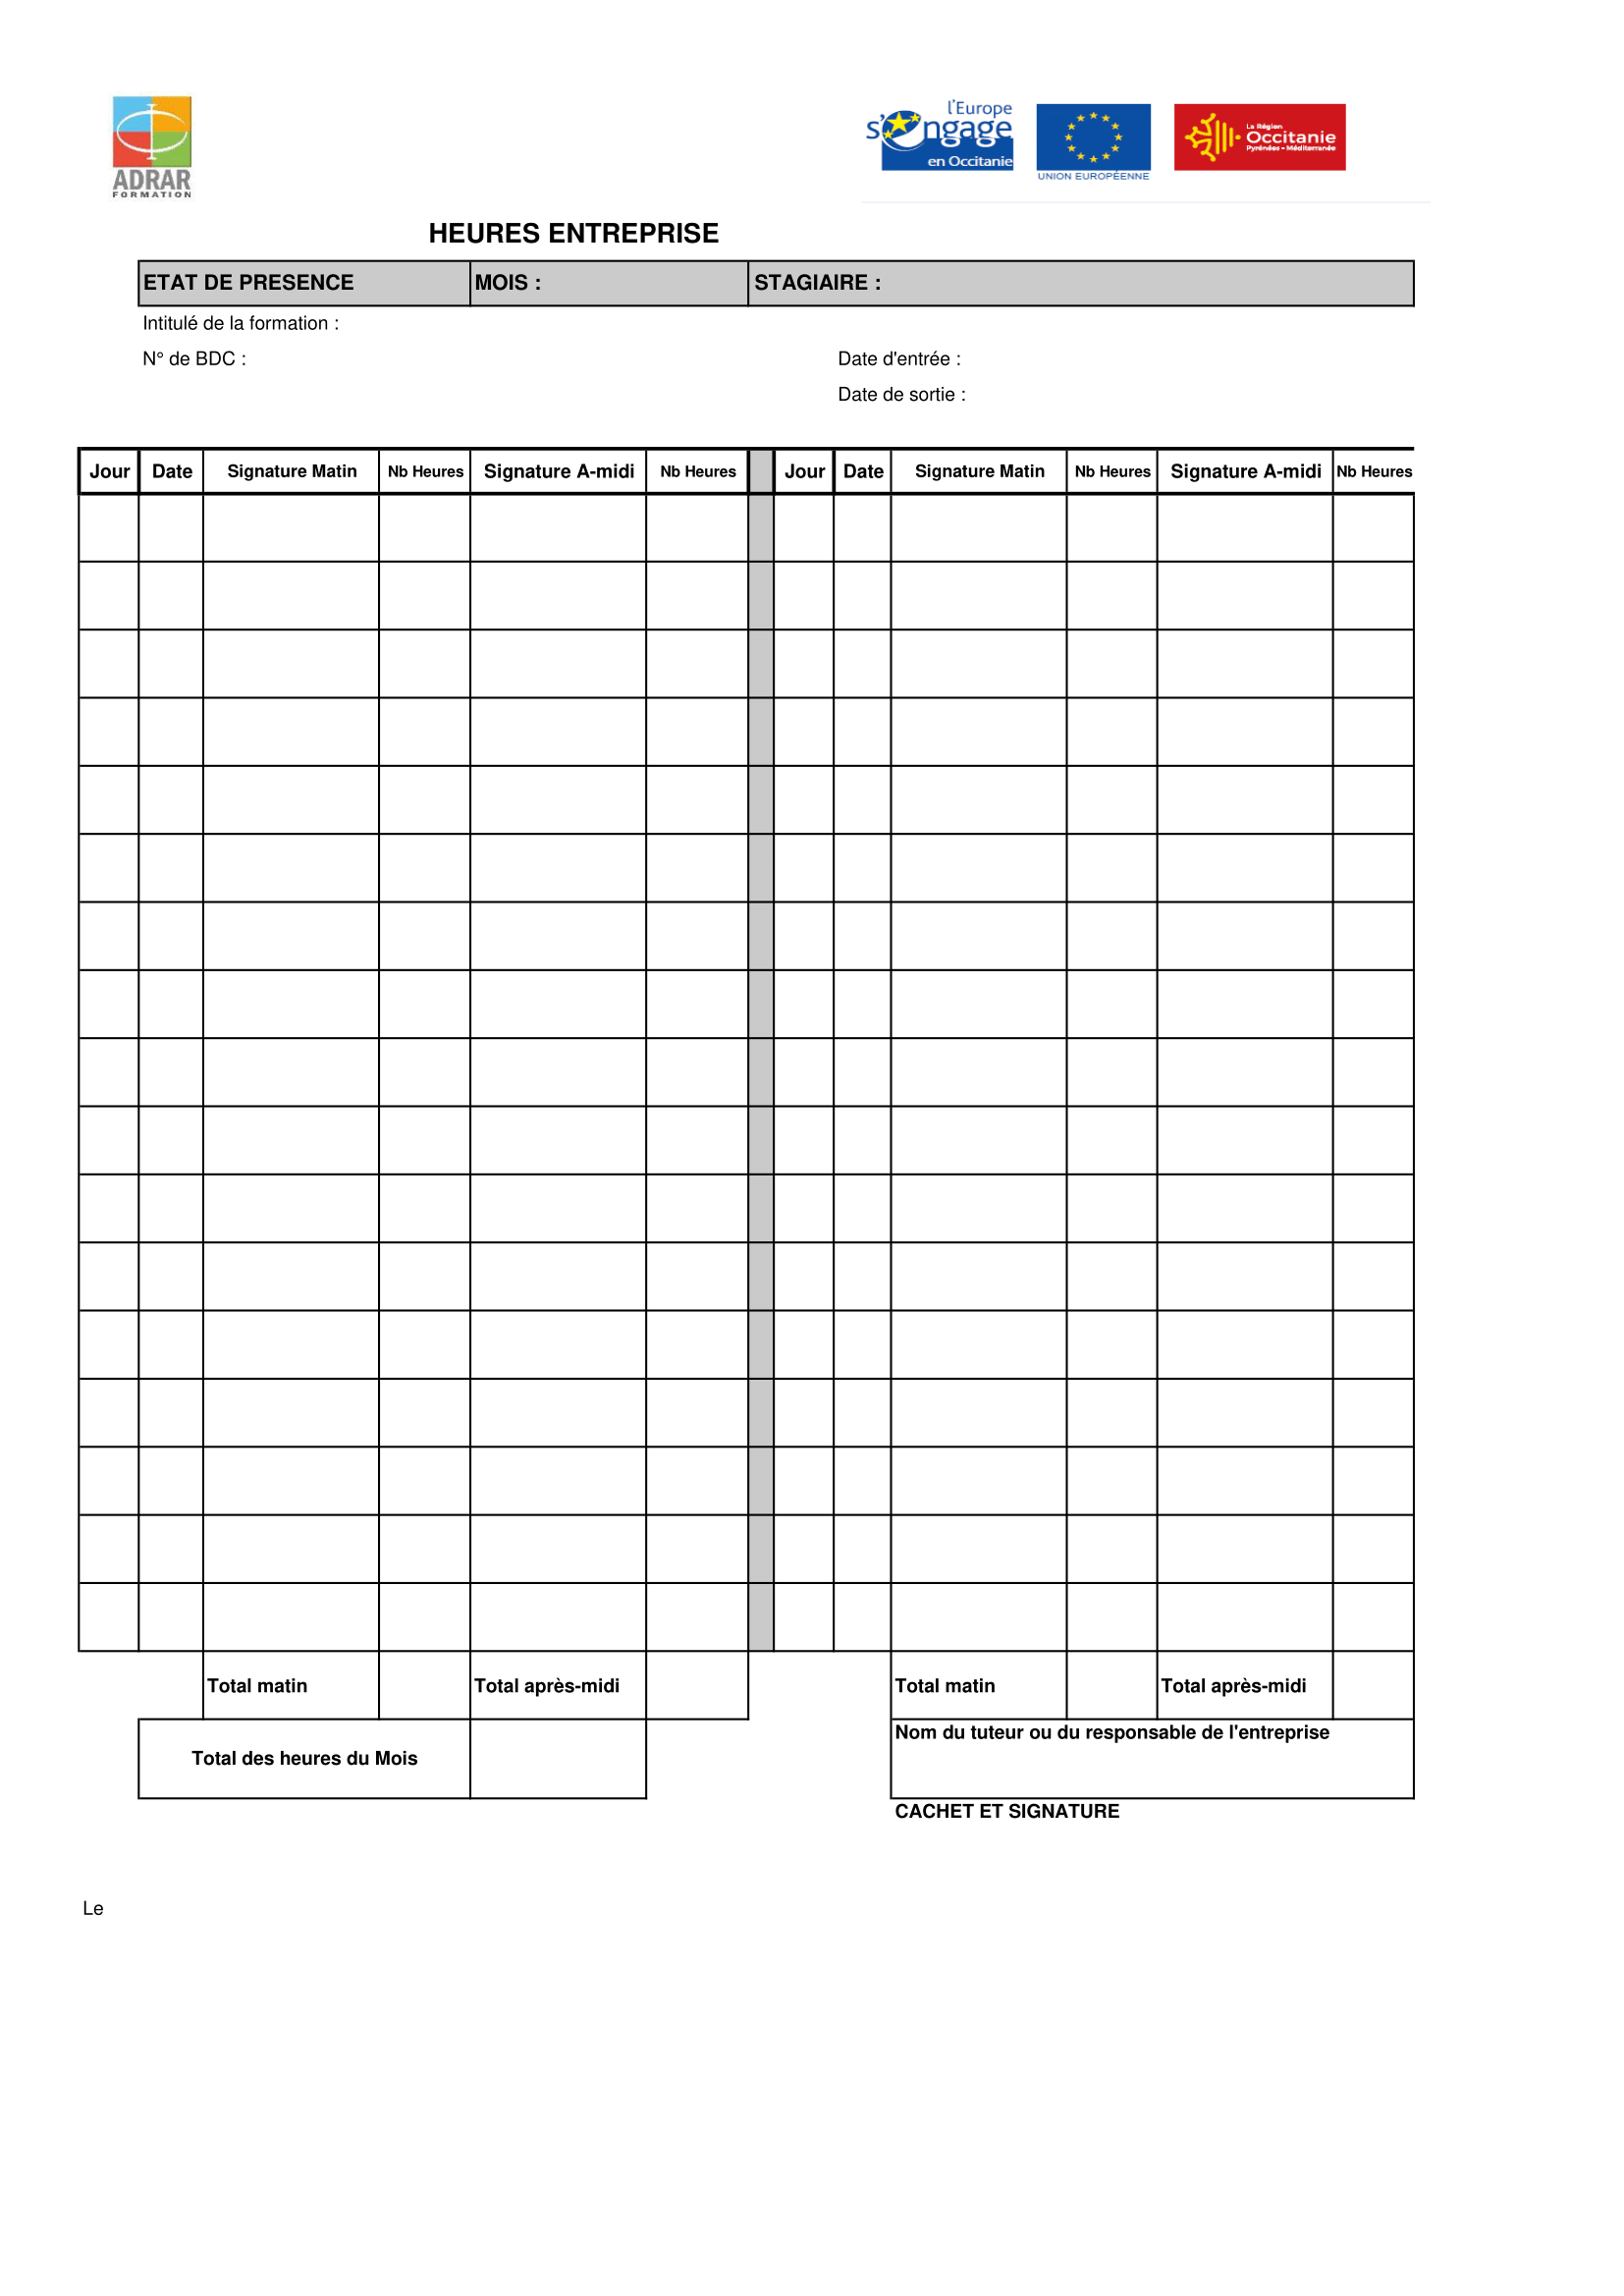 ADRAR
FORMATION
l'Europe
s'engage
en Occitanie
UNION EUROPÉENNE
La Région
Occitanie
Pyrénées - Méditerranée
HEURES ENTREPRISE
ETAT DE PRESENCE MOIS : STAGIAIRE :
Intitulé de la formation :
N° de BDC : Date d'entrée :
Date de sortie :
Jour Date Signature Matin Nb Heures Signature A-midi Nb Heures Jour Date Signature Matin Nb Heures Signature A-midi Nb Heures
Total matin Total après-midi Total matin Total après-midi
Nom du tuteur ou du responsable de l'entreprise
Total des heures du Mois
CACHET ET SIGNATURE
Le